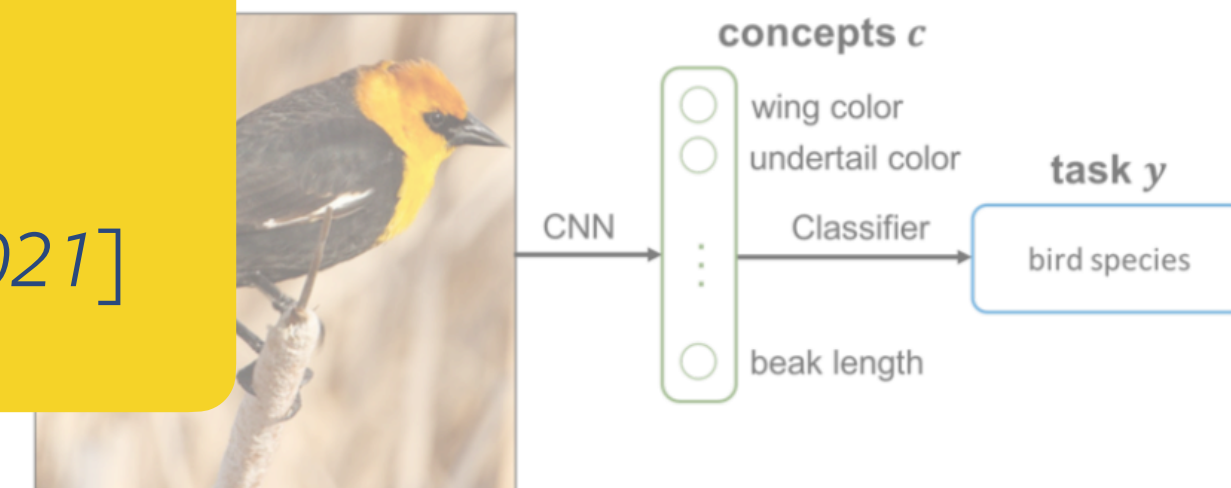 concepts c
wing color
undertail color
task y
CNN
Classifier
021]
bird species
beak length